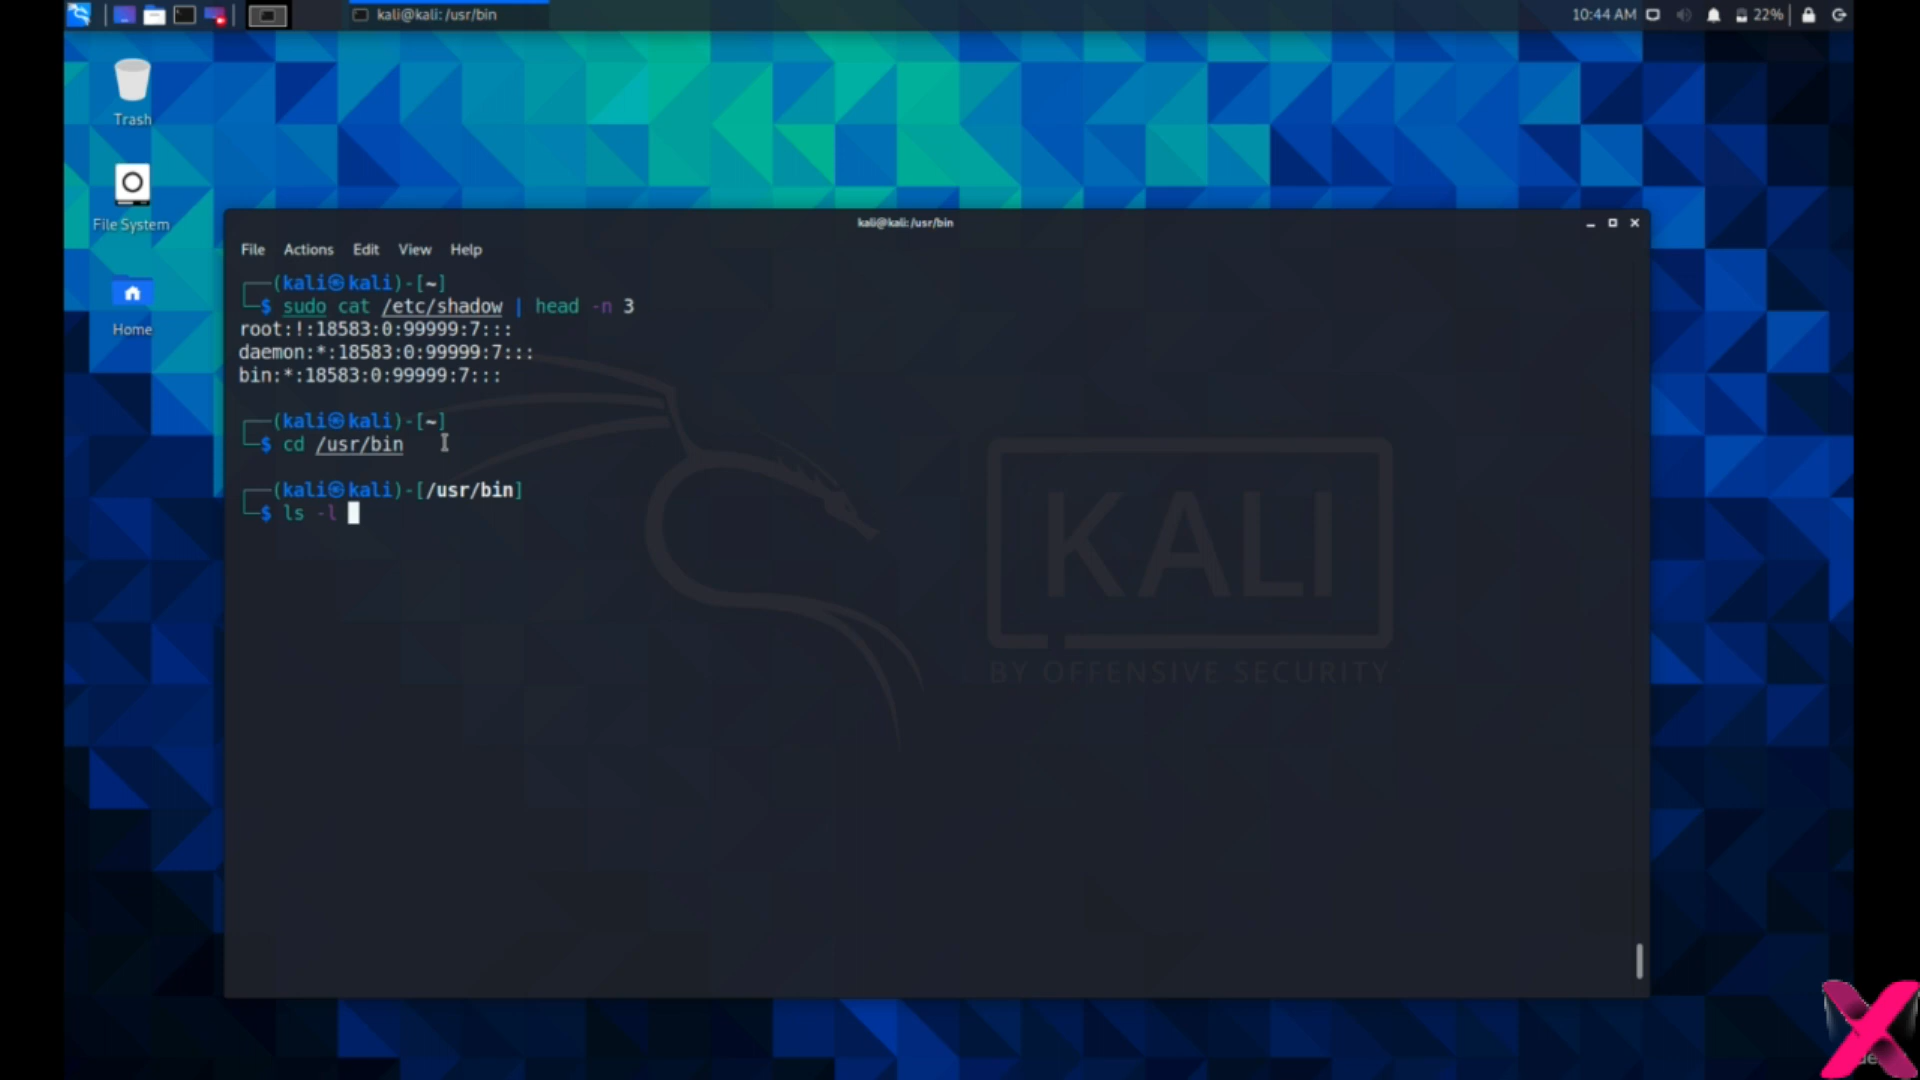 kali@kali: /usr/bin
10:44 AM
22%
Trash
File System
Home
kali@kali: /usr/bin
File Actions Edit View Help
┌──(kali㉿kali)-[~]
└─$ sudo cat /etc/shadow | head -n 3
root:!:18583:0:99999:7:::
daemon:*:18583:0:99999:7:::
bin:*:18583:0:99999:7:::
┌──(kali㉿kali)-[~]
└─$ cd /usr/bin
┌──(kali㉿kali)-[/usr/bin]
└─$ ls -l
KALI
BY OFFENSIVE SECURITY
X